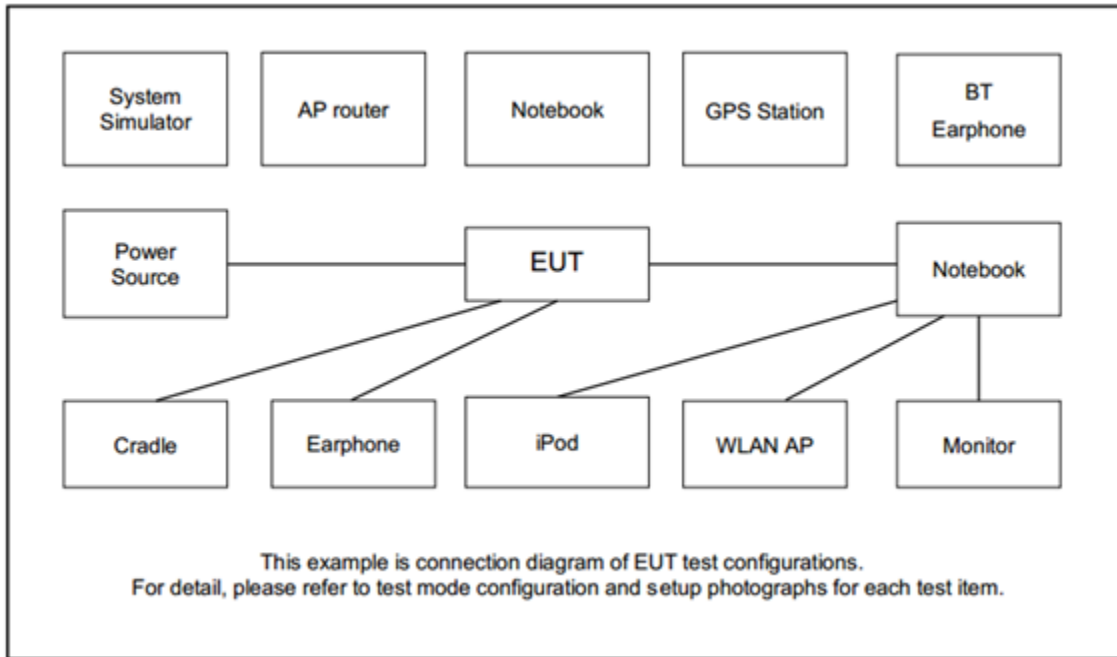 System
Simulator
AP router
Notebook
GPS Station
BT
Earphone
Power
Source
EUT
Notebook
Cradle
Earphone
iPod
WLAN AP
Monitor
This example is connection diagram of EUT test configurations.
For detail, please refer to test mode configuration and setup photographs for each test item.